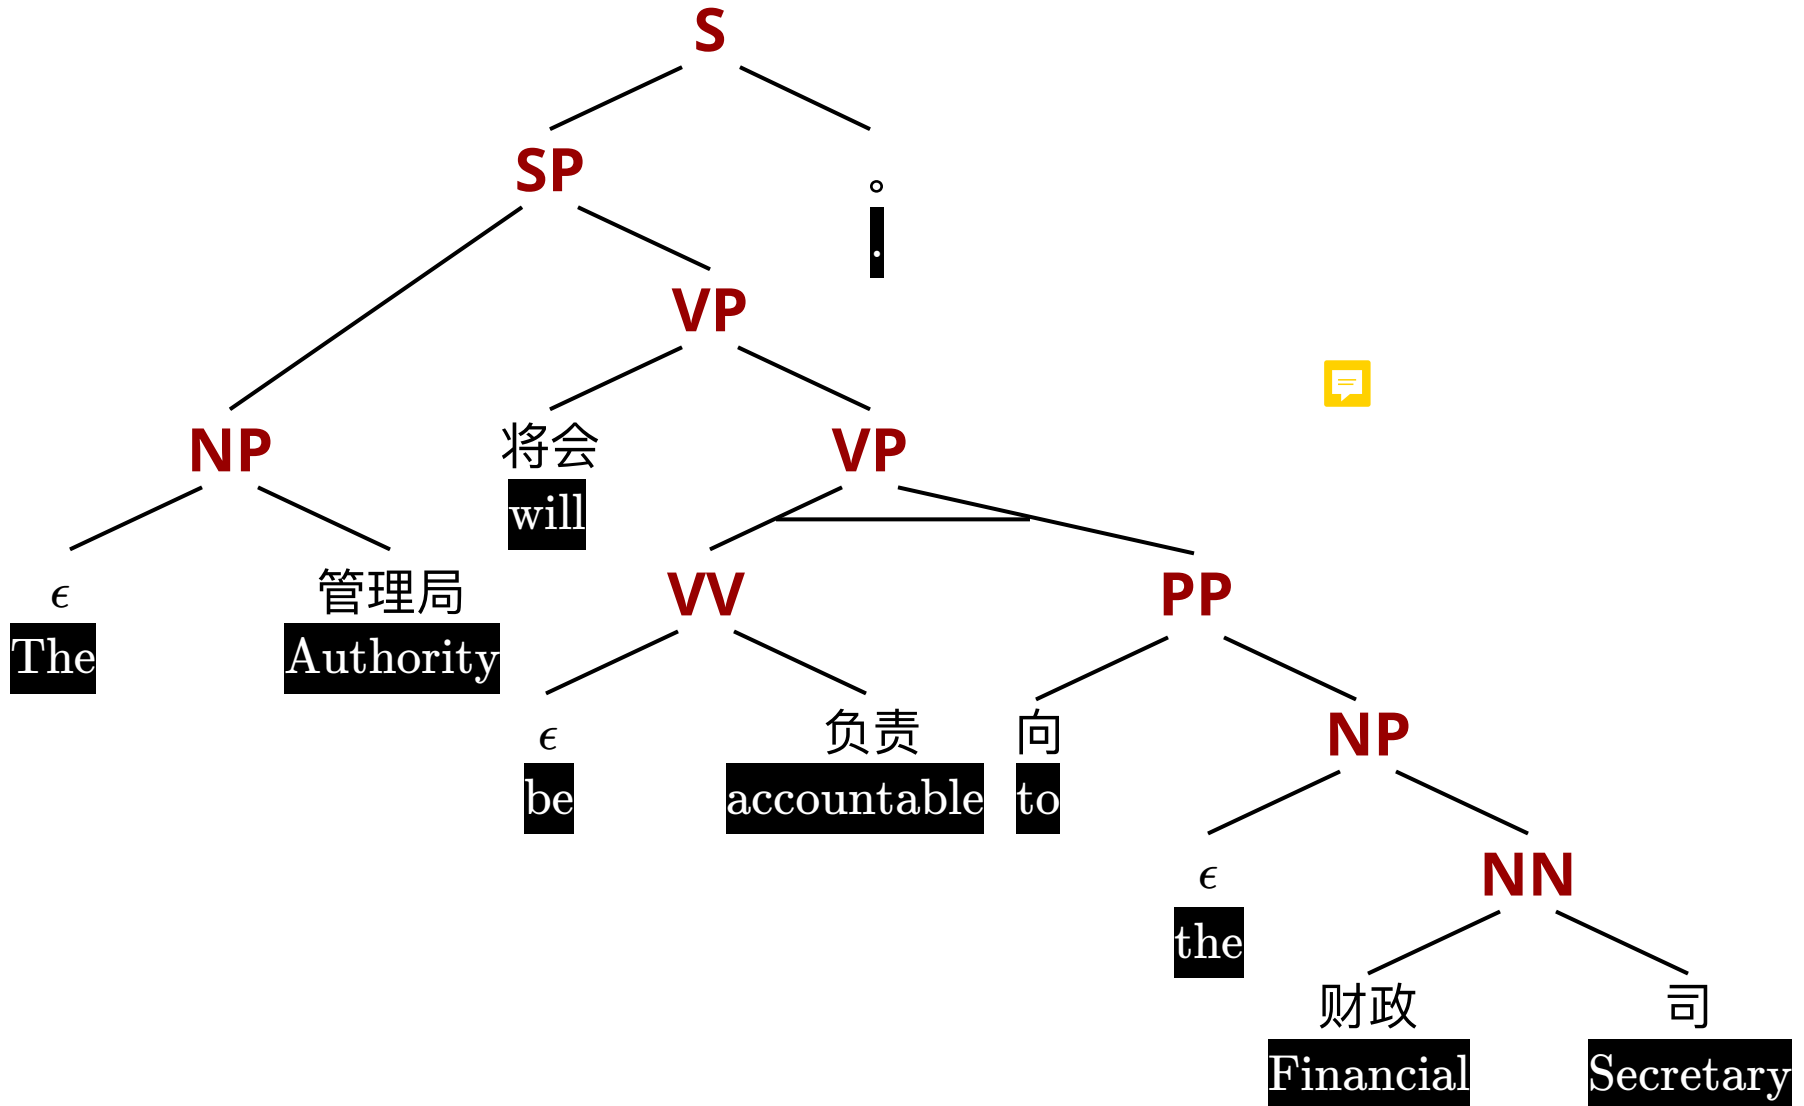 S
SP
。
.
VP
NP
将会
will
VP
ϵ
The
管理局
Authority
VV
PP
ϵ
be
负责
accountable
向
to
NP
ϵ
the
NN
财政
Financial
司
Secretary